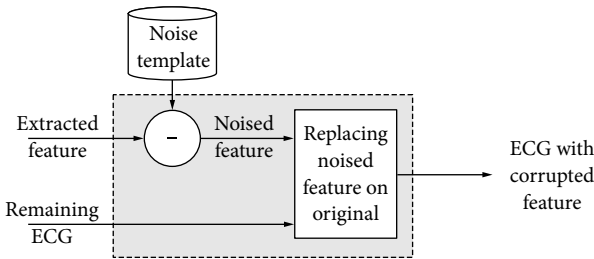 Noise
template
Extracted
feature
–
Noised
feature
Replacing
noised
feature on
original
ECG with
corrupted
feature
Remaining
ECG